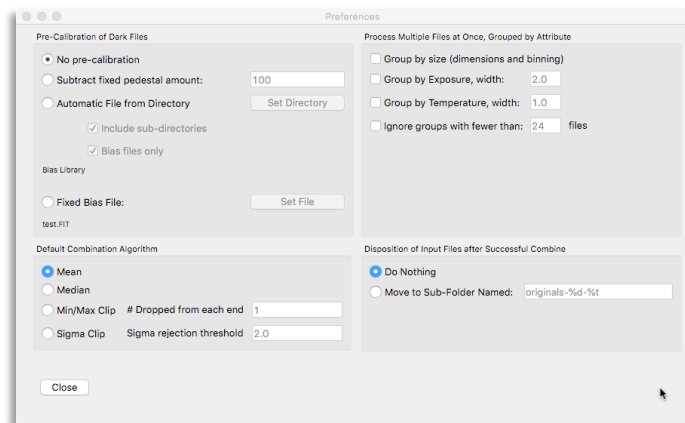 Preferences
Pre-Calibration of Dark Files
No pre-calibration
Subtract fixed pedestal amount: 100
Automatic File from Directory Set Directory
Include sub-directories
Bias files only
Bias Library
Fixed Bias File: Set File
test.FIT
Process Multiple Files at Once, Grouped by Attribute
Group by size (dimensions and binning)
Group by Exposure, width: 2.0
Group by Temperature, width: 1.0
Ignore groups with fewer than: 24 files
Default Combination Algorithm
Mean
Median
Min/Max Clip # Dropped from each end 1
Sigma Clip Sigma rejection threshold 2.0
Disposition of Input Files after Successful Combine
Do Nothing
Move to Sub-Folder Named: originals-%d-%t
Close